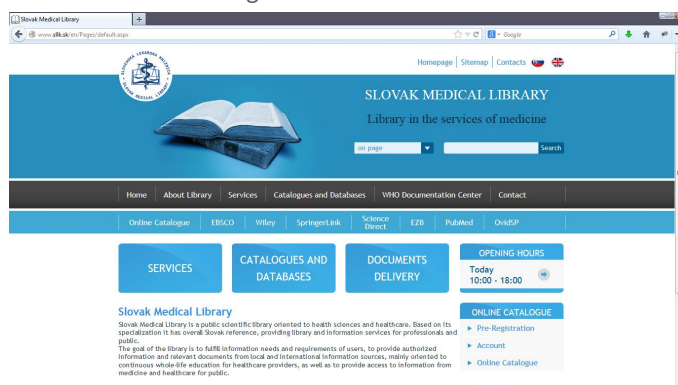 Slovak Medical Library
www.sllk.sk/en/Pages/default.aspx
Google
Homepage | Sitemap | Contacts
SLOVENSKÁ LEKÁRSKA KNIŽNICA
SLOVAK MEDICAL LIBRARY
SLOVAK MEDICAL LIBRARY
Library in the services of medicine
on page
Search
Home About Library Services Catalogues and Databases WHO Documentation Center Contact
Online Catalogue EBSCO Wiley SpringerLink Science Direct EZB PubMed OvidSP
SERVICES
CATALOGUES AND
DATABASES
DOCUMENTS
DELIVERY
OPENING HOURS
Today
10:00 - 18:00
Slovak Medical Library
Slovak Medical Library is a public scientific library oriented to health sciences and healthcare. Based on its
specialization it has overal Slovak reference, providing library and information services for professionals and
public.
The goal of the library is to fulfill information needs and requirements of users, to provide authorized
information and relevant documents from local and international information sources, mainly oriented to
continuous whole-life education for healthcare providers, as well as to provide access to information from
medicine and healthcare for public.
ONLINE CATALOGUE
Pre-Registration
Account
Online Catalogue